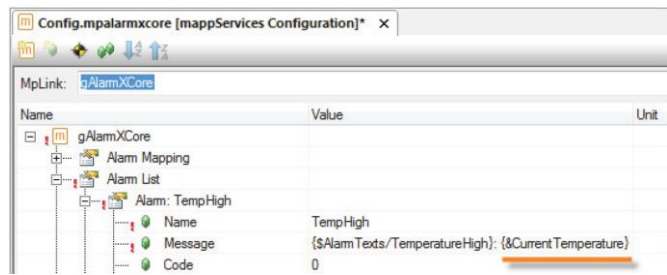 Config.mpalarmxcore [mappServices Configuration]* ×
MpLink: gAlarmXCore
Name Value Unit
gAlarmXCore
Alarm Mapping
Alarm List
Alarm: TempHigh
Name TempHigh
Message {$AlarmTexts/TemperatureHigh}: {&CurrentTemperature}
Code 0